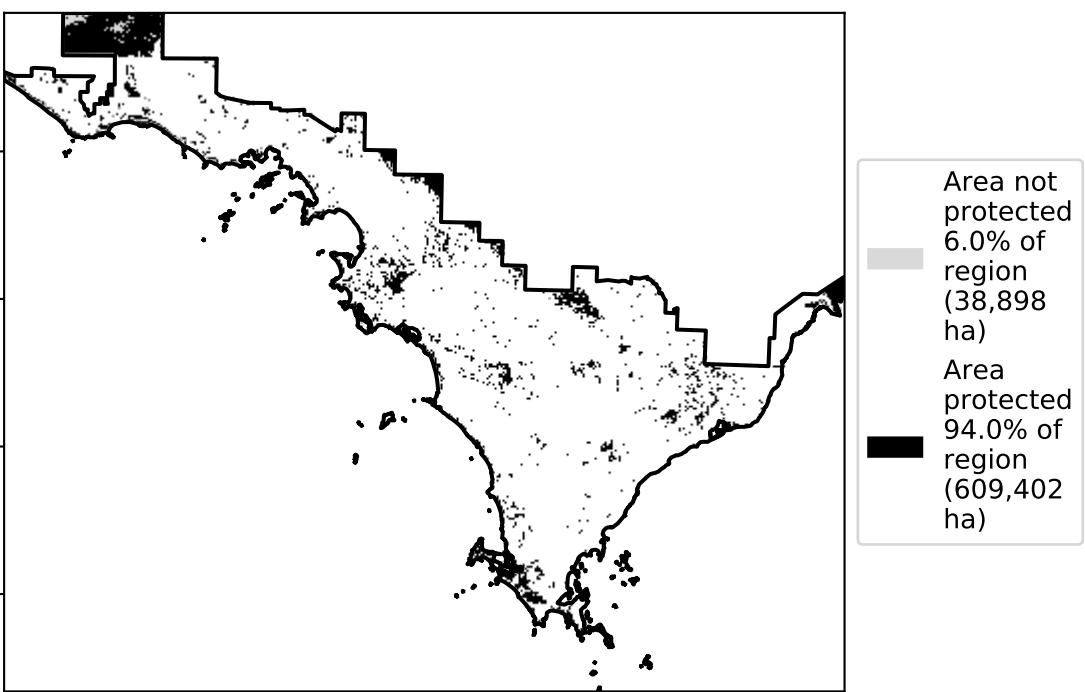 Area not
protected
6.0% of
region
(38,898
ha)
Area
protected
94.0% of
region
(609,402
ha)